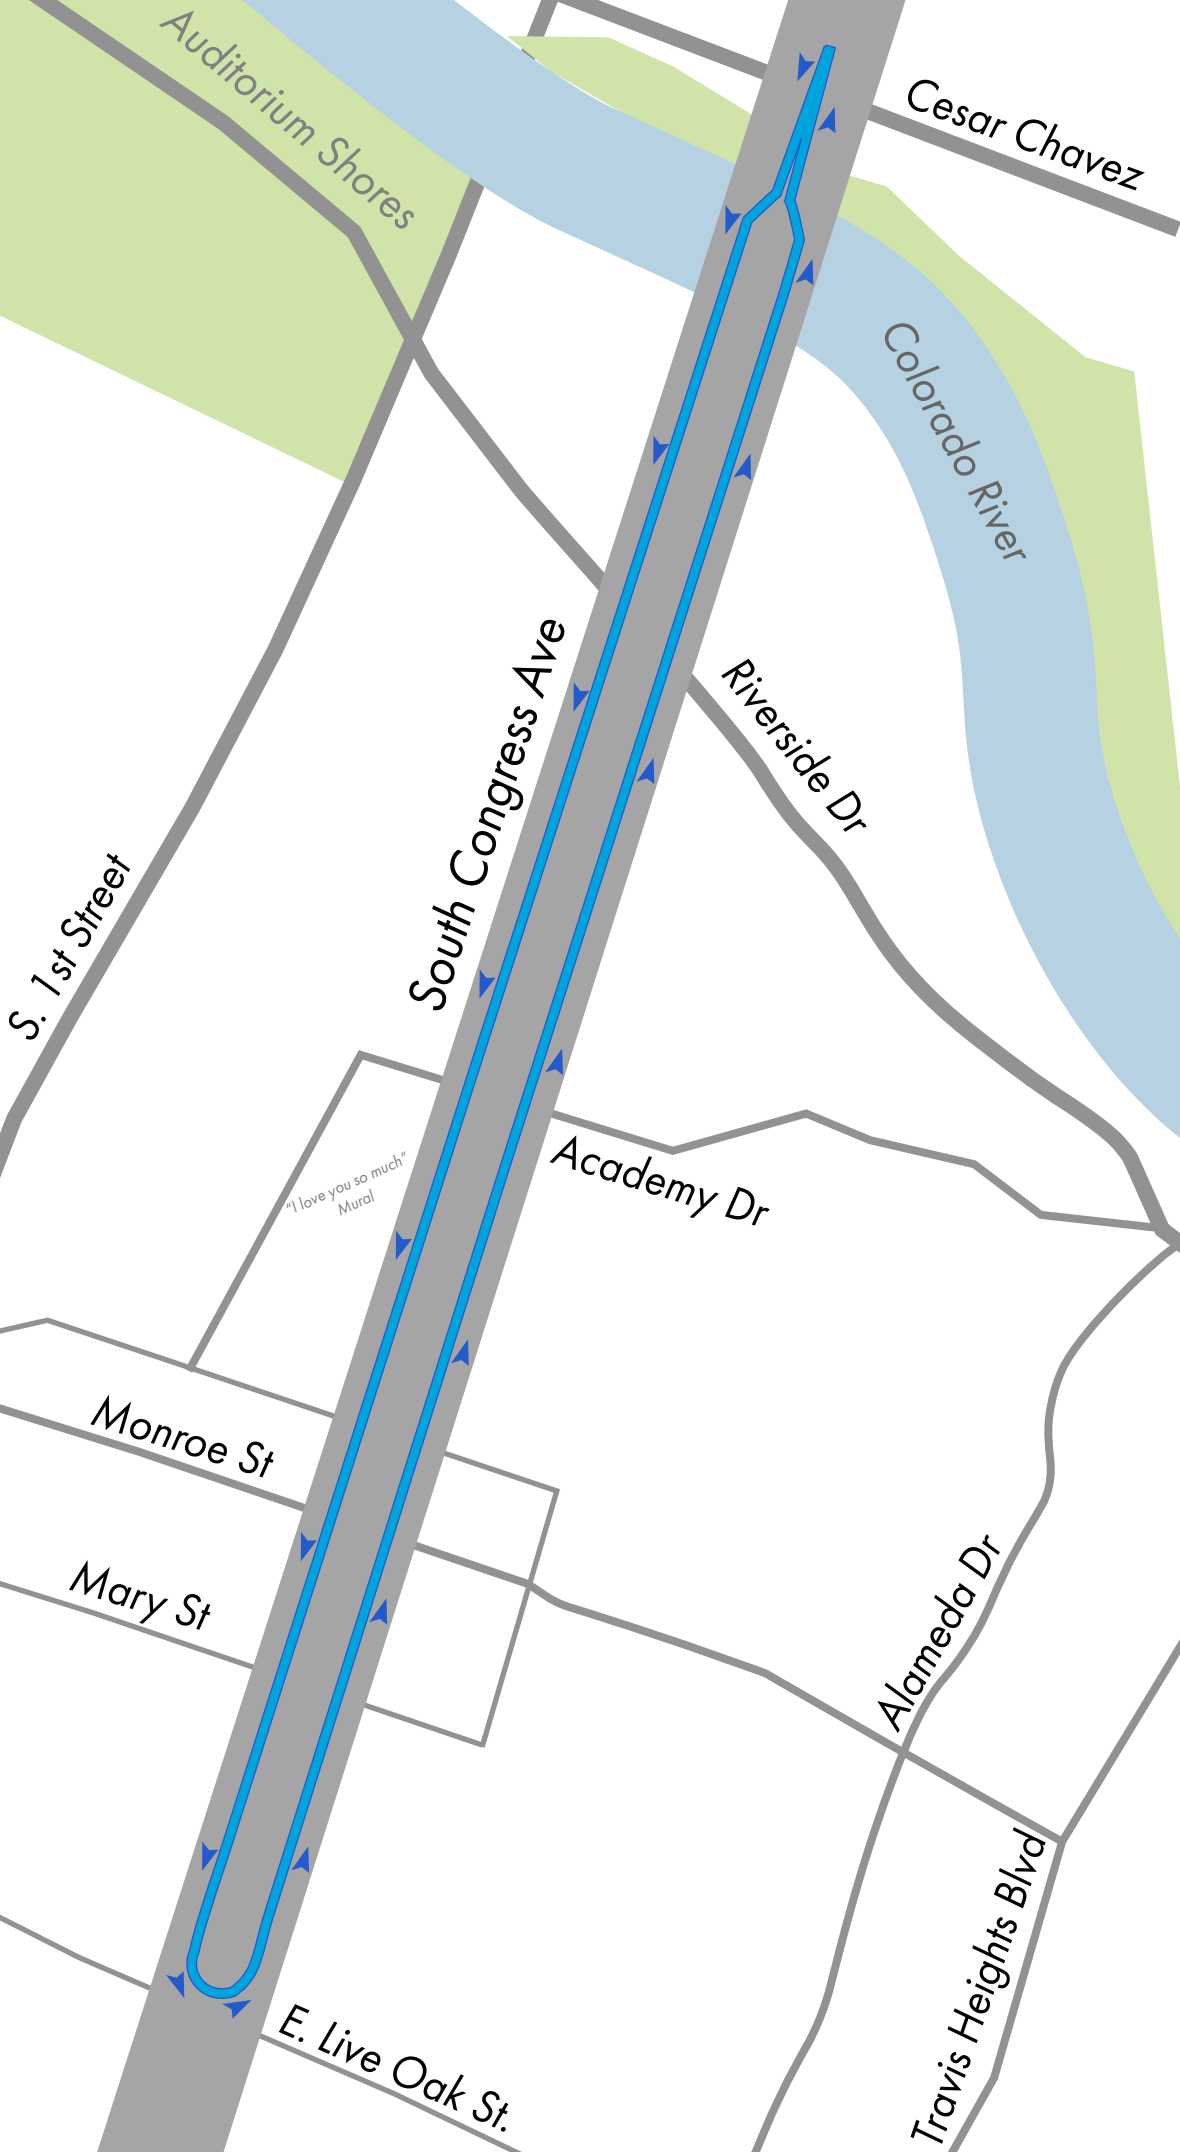 Auditorium Shores
Cesar Chavez
Colorado River
South Congress Ave
Riverside Dr
S. 1st Street
Academy Dr
"I love you so much"
Mural
Monroe St
Mary St
Alameda Dr
Travis Heights Blvd
E. Live Oak St.